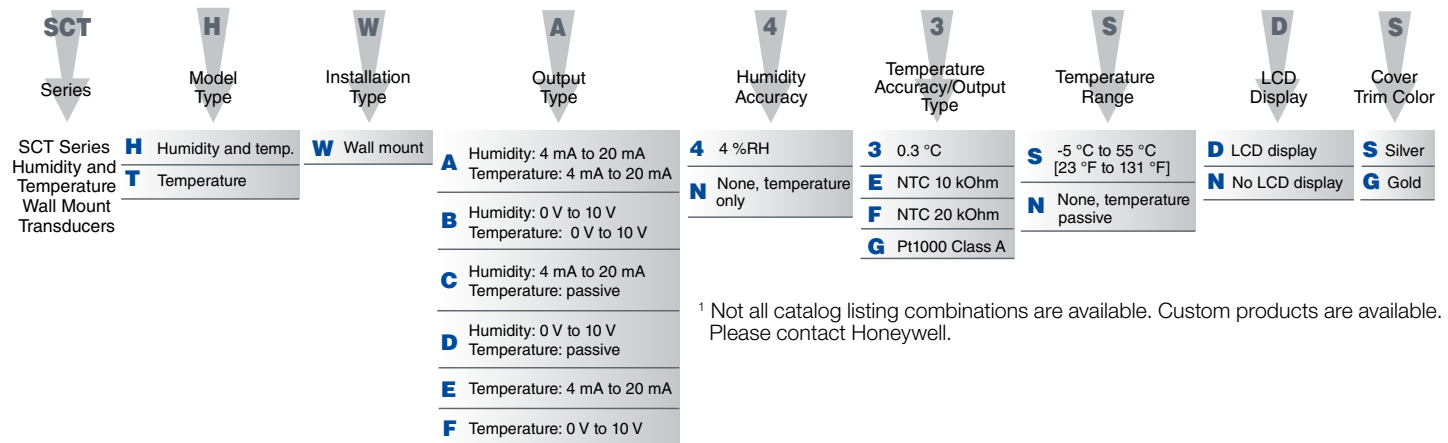 SCT H W A 4 3 S D S
Series
Model
Type
Installation
Type
Output
Type
Humidity
Accuracy
Temperature
Accuracy/Output
Type
Temperature
Range
LCD
Display
Cover
Trim Color
SCT Series
Humidity and
Temperature
Wall Mount
Transducers
H Humidity and temp.
T Temperature
W Wall mount
A Humidity: 4 mA to 20 mA
Temperature: 4 mA to 20 mA
B Humidity: 0 V to 10 V
Temperature: 0 V to 10 V
C Humidity: 4 mA to 20 mA
Temperature: passive
D Humidity: 0 V to 10 V
Temperature: passive
E Temperature: 4 mA to 20 mA
F Temperature: 0 V to 10 V
4 4 %RH
N None, temperature
only
3 0.3 °C
E NTC 10 kOhm
F NTC 20 kOhm
G Pt1000 Class A
S -5 °C to 55 °C
[23 °F to 131 °F]
N None, temperature
passive
D LCD display
N No LCD display
S Silver
G Gold
1 Not all catalog listing combinations are available. Custom products are available.
Please contact Honeywell.